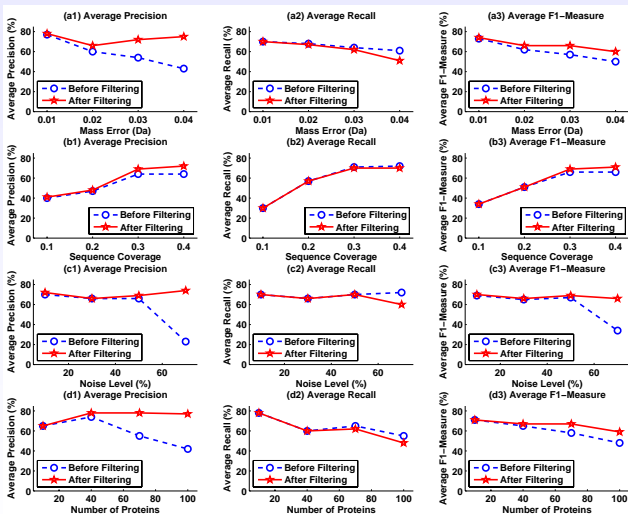 (a1) Average Precision
Average Precision (%)
80
60
40
20
0
Before Filtering
After Filtering
0.01 0.02 0.03 0.04
Mass Error (Da)
(a2) Average Recall
Average Recall (%)
80
60
40
20
0
Before Filtering
After Filtering
0.01 0.02 0.03 0.04
Mass Error (Da)
(a3) Average F1−Measure
Average F1−Measure (%)
80
60
40
20
0
Before Filtering
After Filtering
0.01 0.02 0.03 0.04
Mass Error (Da)
(b1) Average Precision
Average Precision (%)
80
60
40
20
0
Before Filtering
After Filtering
0.1 0.2 0.3 0.4
Sequence Coverage
(b2) Average Recall
Average Recall (%)
80
60
40
20
0
Before Filtering
After Filtering
0.1 0.2 0.3 0.4
Sequence Coverage
(b3) Average F1−Measure
Average F1−Measure (%)
80
60
40
20
0
Before Filtering
After Filtering
0.1 0.2 0.3 0.4
Sequence Coverage
(c1) Average Precision
Average Precision (%)
80
60
40
20
0
Before Filtering
After Filtering
20 40 60
Noise Level (%)
(c2) Average Recall
Average Recall (%)
80
60
40
20
0
Before Filtering
After Filtering
20 40 60
Noise Level (%)
(c3) Average F1−Measure
Average F1−Measure (%)
80
60
40
20
0
Before Filtering
After Filtering
20 40 60
Noise Level (%)
(d1) Average Precision
Average Precision (%)
80
60
40
20
0
Before Filtering
After Filtering
20 40 60 80 100
Number of Proteins
(d2) Average Recall
Average Recall (%)
80
60
40
20
0
Before Filtering
After Filtering
20 40 60 80 100
Number of Proteins
(d3) Average F1−Measure
Average F1−Measure (%)
80
60
40
20
0
Before Filtering
After Filtering
20 40 60 80 100
Number of Proteins